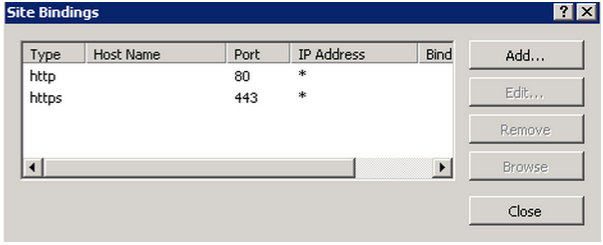 Site Bindings
Type Host Name Port IP Address Bind
http 80 *
https 443 *
Add...
Edit...
Remove
Browse
Close